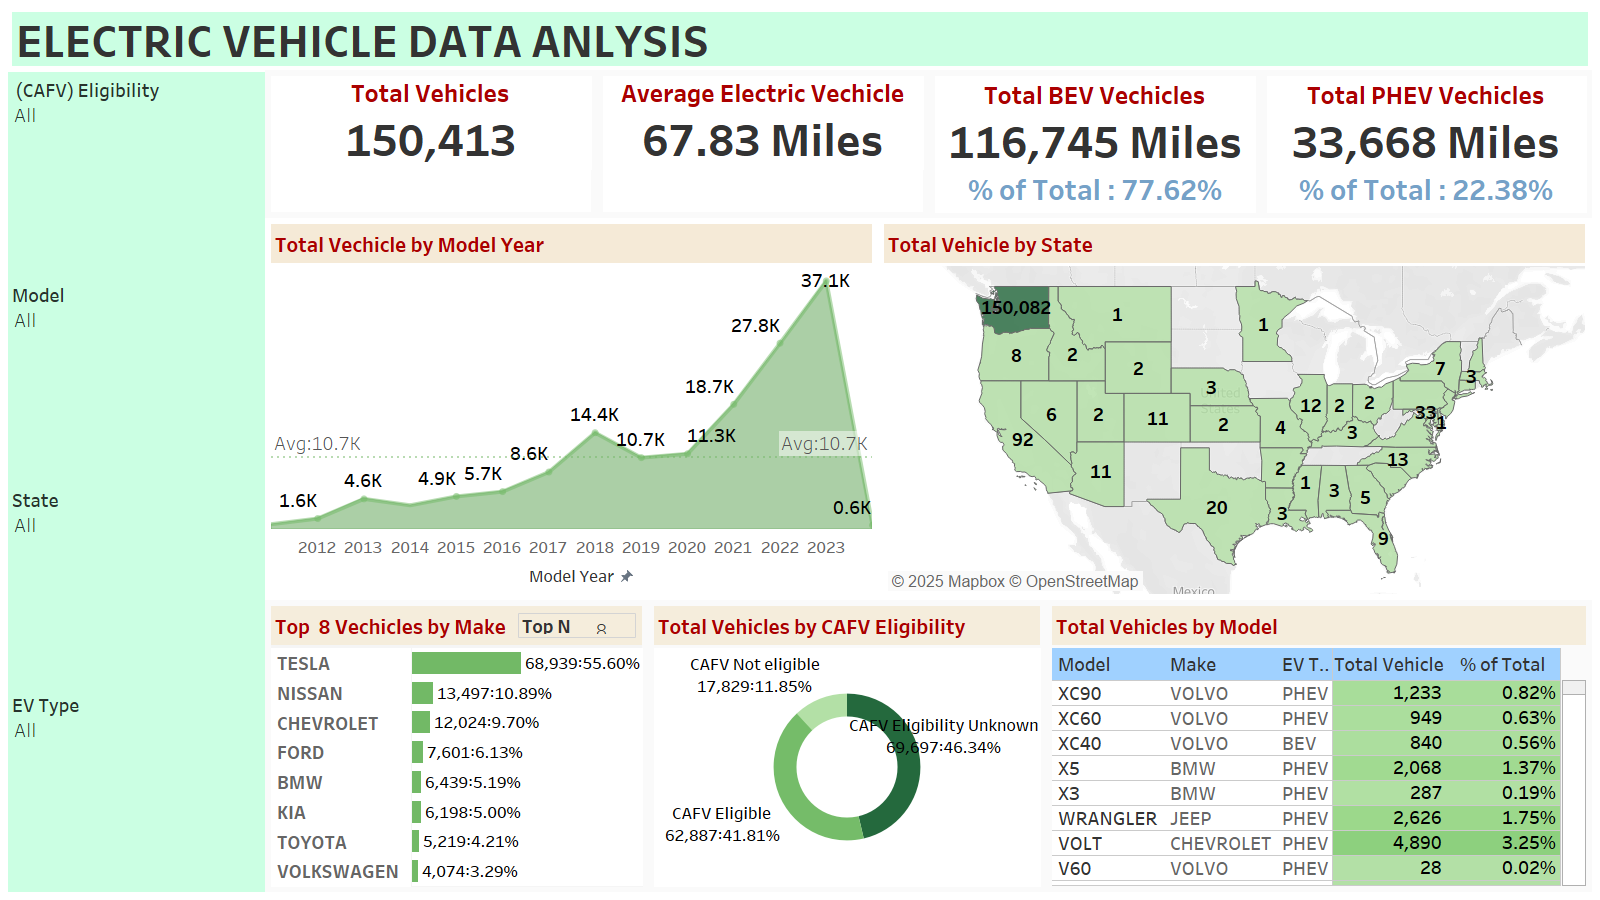 ELECTRIC VEHICLE DATA ANLYSIS
(CAFV) Eligibility
All
Model
All
State
All
EV Type
All
Total Vehicles
150,413
Average Electric Vechicle
67.83 Miles
Total BEV Vechicles
116,745 Miles
% of Total : 77.62%
Total PHEV Vechicles
33,668 Miles
% of Total : 22.38%
Total Vechicle by Model Year
37.1K
27.8K
18.7K
14.4K
10.7K
11.3K
Avg:10.7K
Avg:10.7K
8.6K
4.6K
4.9K
5.7K
1.6K
0.6K
2012 2013 2014 2015 2016 2017 2018 2019 2020 2021 2022 2023
Model Year
Total Vehicle by State
150,082
1
1
8
2
2
7
3
3
6
2
11
2
12
2
2
33
1
92
4
3
13
11
2
1
3
5
20
3
9
United
States
Mexico
© 2025 Mapbox © OpenStreetMap
Top 8 Vechicles by Make
Top N
8
TESLA 68,939:55.60%
NISSAN 13,497:10.89%
CHEVROLET 12,024:9.70%
FORD 7,601:6.13%
BMW 6,439:5.19%
KIA 6,198:5.00%
TOYOTA 5,219:4.21%
VOLKSWAGEN 4,074:3.29%
Total Vehicles by CAFV Eligibility
CAFV Not eligible
17,829:11.85%
CAFV Eligibility Unknown
69,697:46.34%
CAFV Eligible
62,887:41.81%
Total Vehicles by Model
Model Make EV T.. Total Vehicle % of Total
XC90 VOLVO PHEV 1,233 0.82%
XC60 VOLVO PHEV 949 0.63%
XC40 VOLVO BEV 840 0.56%
X5 BMW PHEV 2,068 1.37%
X3 BMW PHEV 287 0.19%
WRANGLER JEEP PHEV 2,626 1.75%
VOLT CHEVROLET PHEV 4,890 3.25%
V60 VOLVO PHEV 28 0.02%